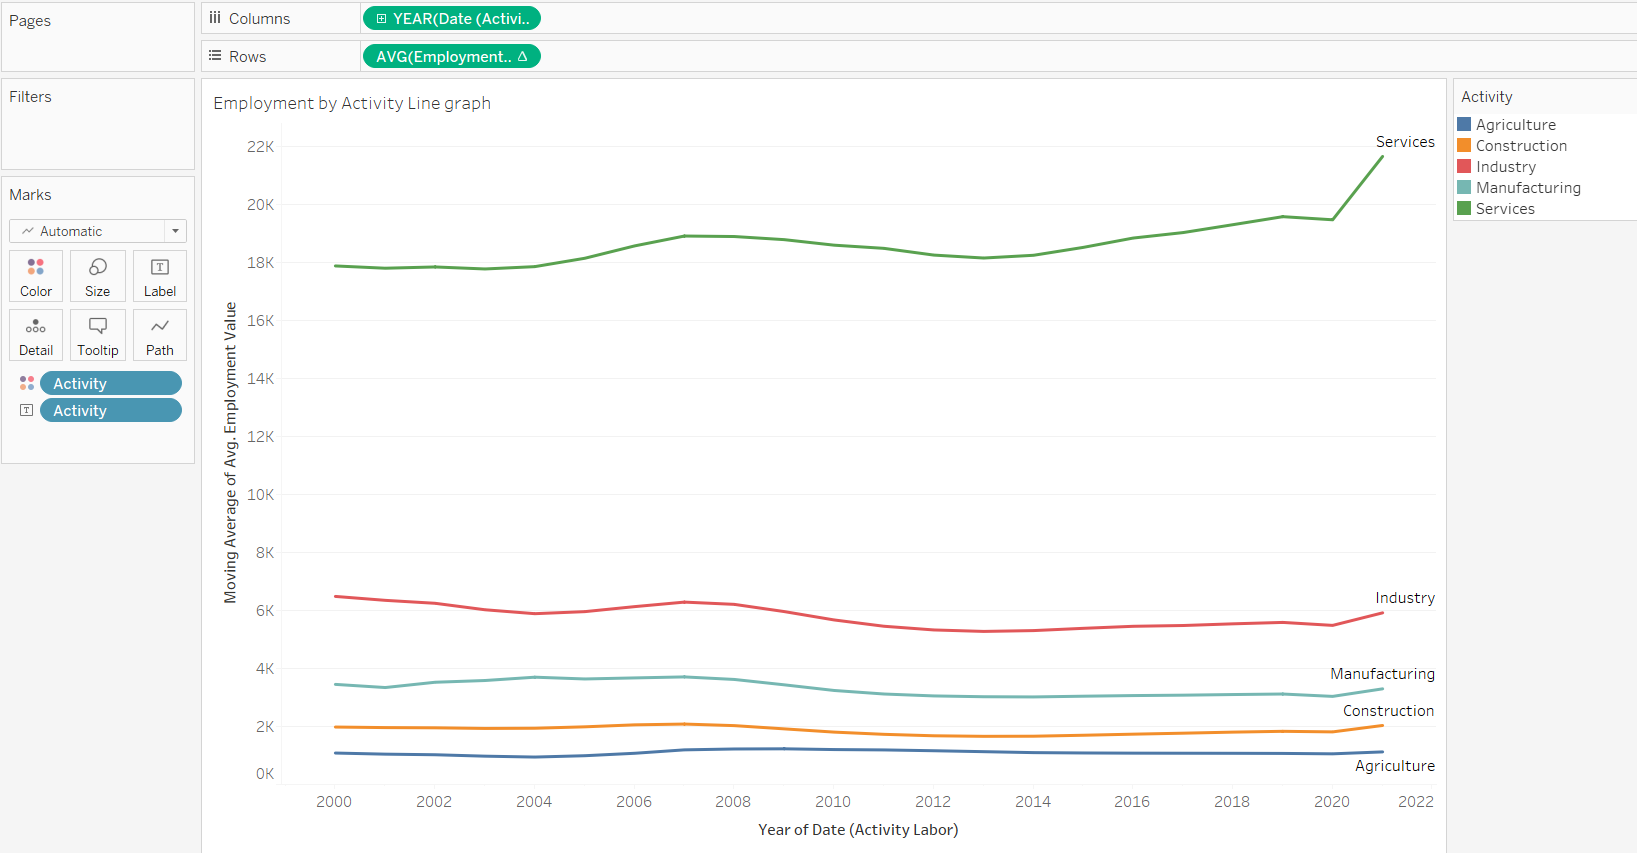 Pages
Columns
YEAR(Date (Activi..
Rows
AVG(Employment.. Δ
Filters
Marks
Automatic
Color
Size
Label
Detail
Tooltip
Path
Activity
T Activity
Employment by Activity Line graph
Moving Average of Avg. Employment Value
22K
20K
18K
16K
14K
12K
10K
8K
6K
4K
2K
0K
Services
Industry
Manufacturing
Construction
Agriculture
2000 2002 2004 2006 2008 2010 2012 2014 2016 2018 2020 2022
Year of Date (Activity Labor)
Activity
Agriculture
Construction
Industry
Manufacturing
Services